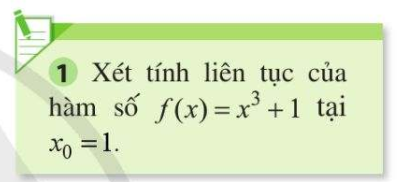 1 Xét tính liên tục của
hàm số f(x) = x³ + 1 tại
x₀ = 1.